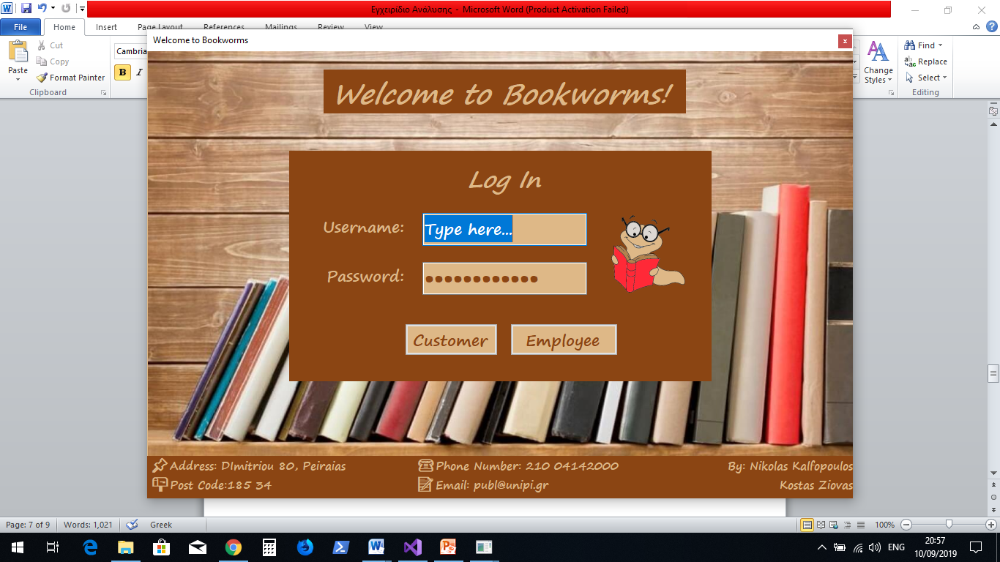 Εγχειρίδιο Ανάλυσης - Microsoft Word (Product Activation Failed)
File Home Insert Page Layout References Mailings Review View
Welcome to Bookworms
x
Paste
Cut
Copy
Format Painter
Clipboard
Cambria
B I
Change Styles
Find
Replace
Select
Editing
Welcome to Bookworms!
Log In
Username: Type here...
Password: ••••••••••••
Customer Employee
Address: DImitriou 80, Peiraias
Post Code:185 34
Phone Number: 210 04142000
Email: publ@unipi.gr
By: Nikolas Kalfopoulos
Kostas Ziovas
Page: 7 of 9 Words: 1,021 Greek 100%
ENG
20:57
10/09/2019